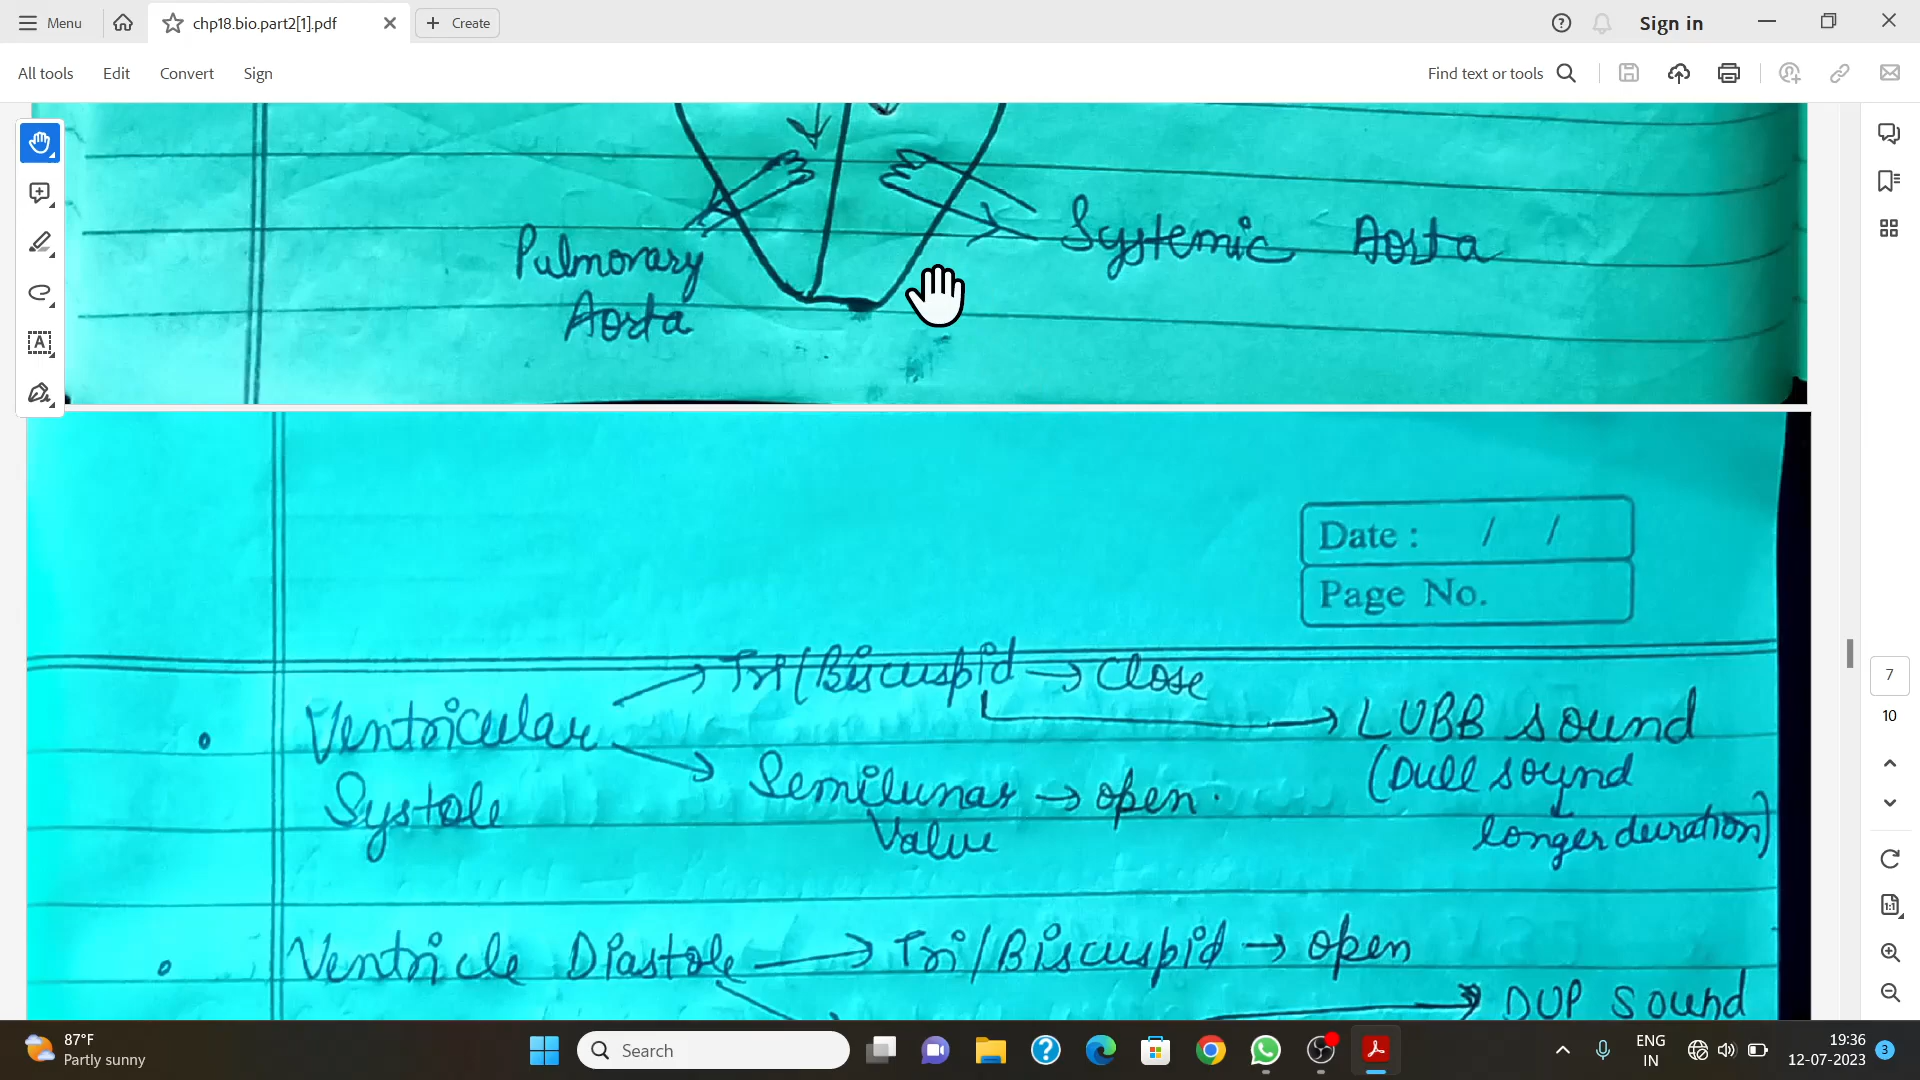 Menu
chp18.bio.part2[1].pdf
Create
Sign in
All tools
Edit
Convert
Sign
Find text or tools
Pulmonary
Aorta
Systemic Aorta
Date : / /
Page No.
Tri/Biscuspid → Close
Ventricular
Systole
LUBB sound
(Dull sound
longer duration)
Semilunar → open.
Valve
Ventricle Diastole → Tri/Biscuspid → open
DUP sound
7
10
87°F
Partly sunny
Search
ENG
IN
19:36
12-07-2023
3